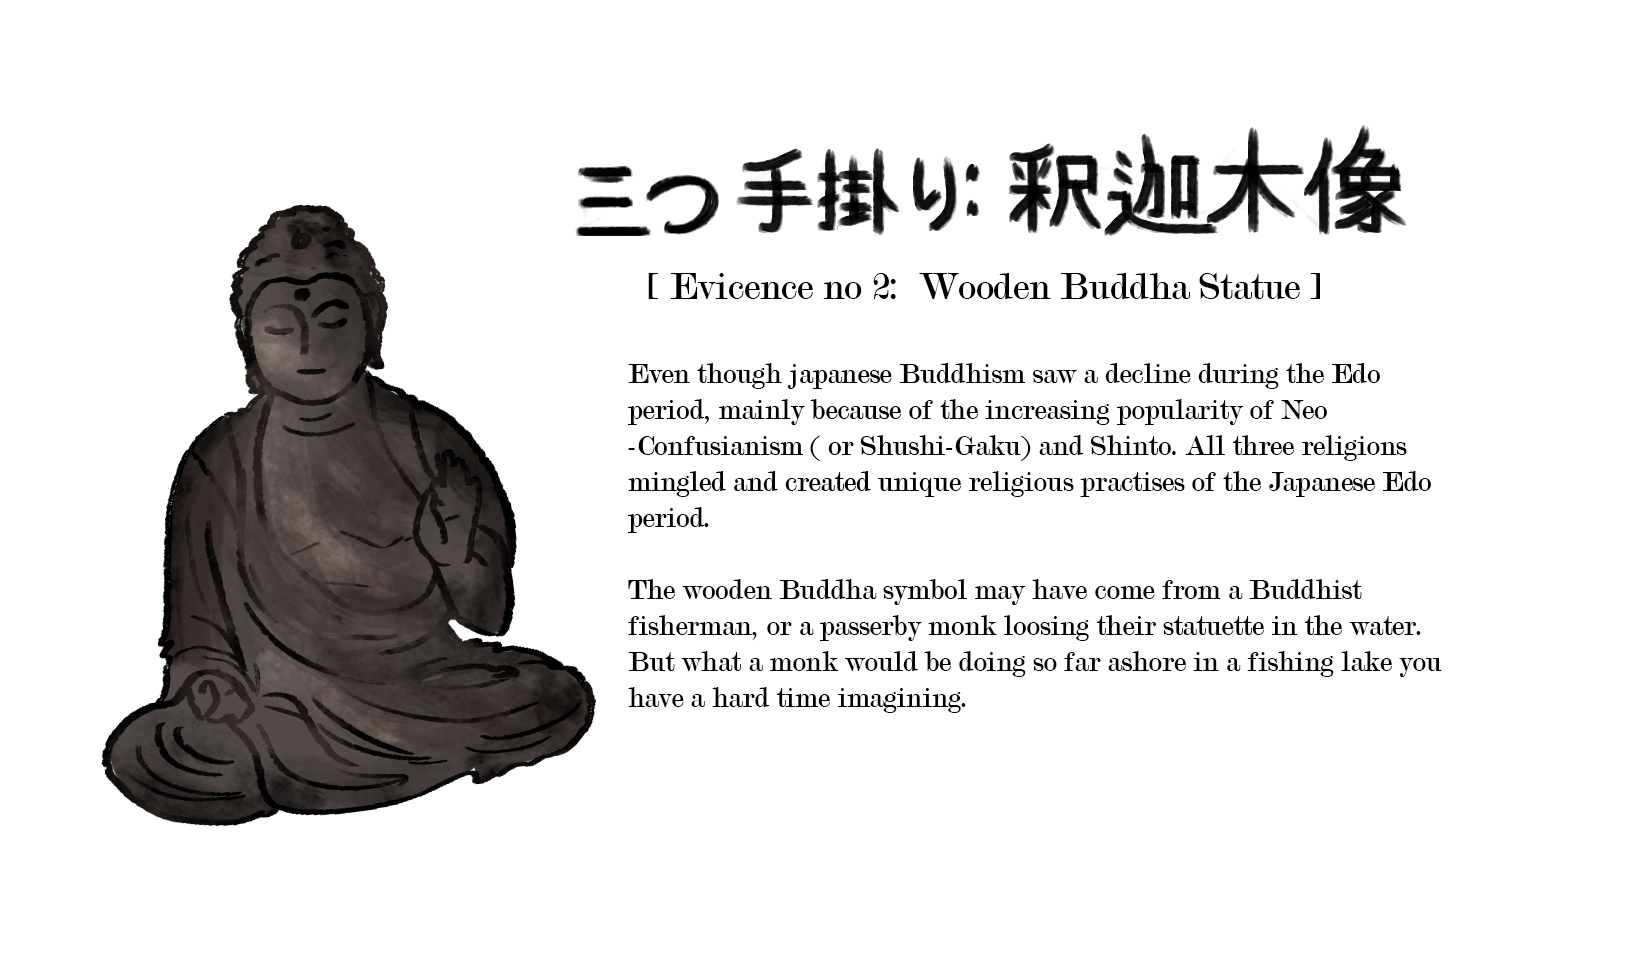 三つ手掛り: 釈迦木像
[ Evicence no 2: Wooden Buddha Statue ]
Even though japanese Buddhism saw a decline during the Edo
period, mainly because of the increasing popularity of Neo
-Confusianism ( or Shushi-Gaku) and Shinto. All three religions
mingled and created unique religious practises of the Japanese Edo
period.
The wooden Buddha symbol may have come from a Buddhist
fisherman, or a passerby monk loosing their statuette in the water.
But what a monk would be doing so far ashore in a fishing lake you
have a hard time imagining.